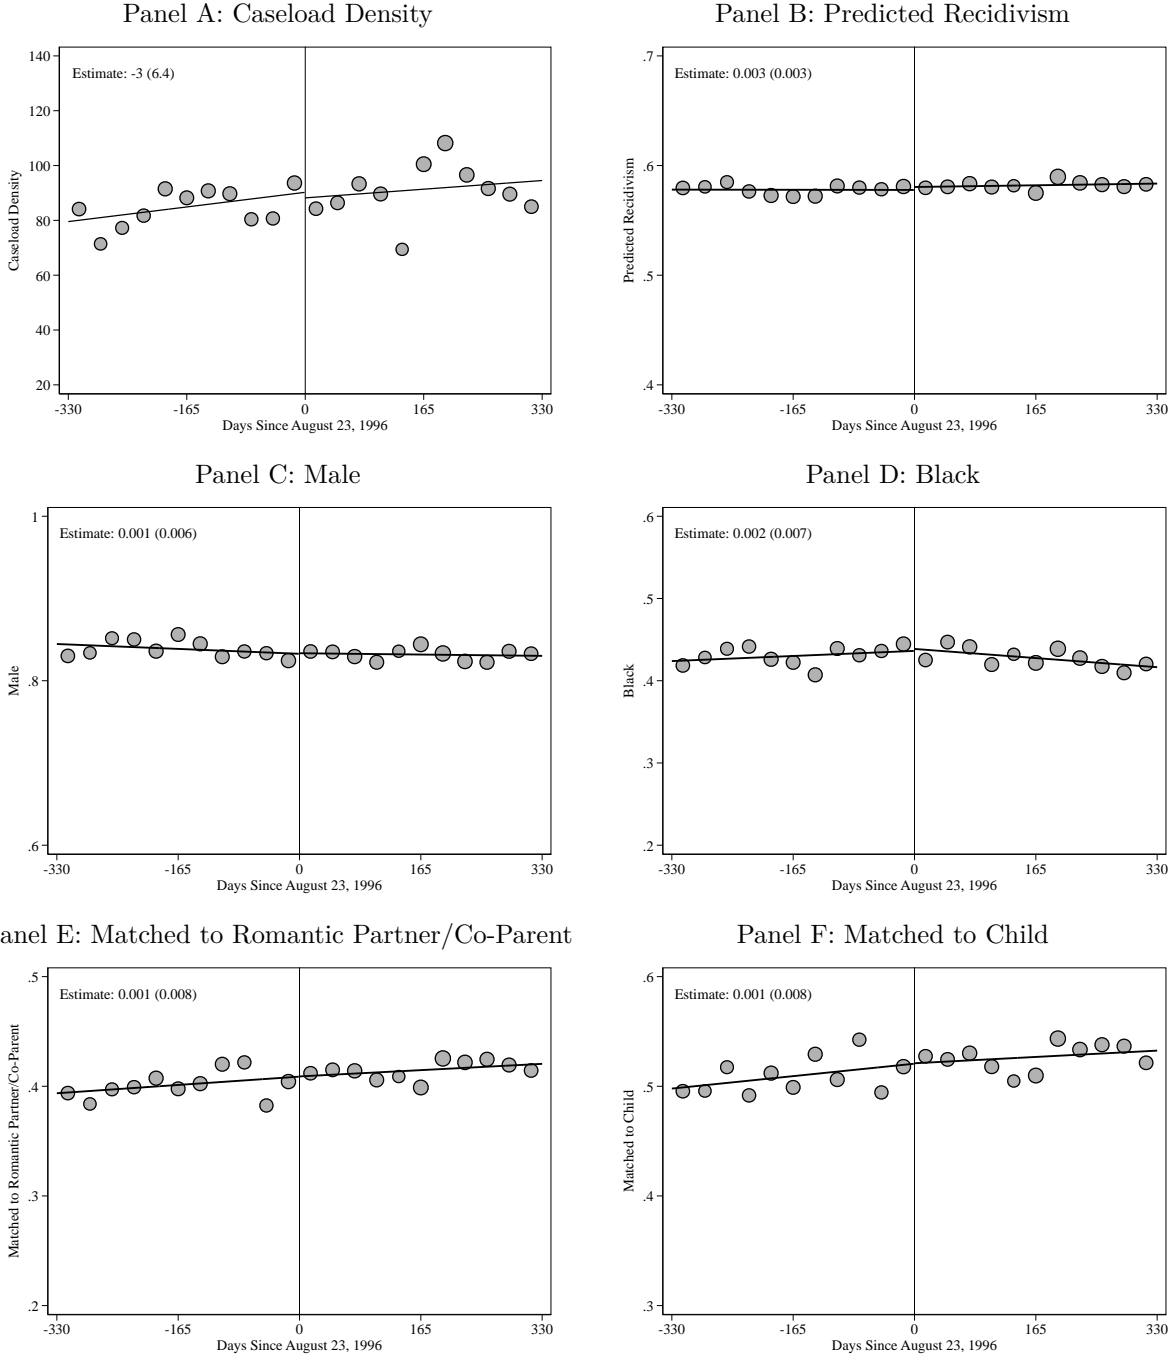 Panel A: Caseload Density
Estimate: -3 (6.4)
Caseload Density
140
120
100
80
60
40
20
-330 -165 0 165 330
Days Since August 23, 1996
Panel B: Predicted Recidivism
Estimate: 0.003 (0.003)
Predicted Recidivism
.7
.6
.5
.4
-330 -165 0 165 330
Days Since August 23, 1996
Panel C: Male
Estimate: 0.001 (0.006)
Male
1
.8
.6
-330 -165 0 165 330
Days Since August 23, 1996
Panel D: Black
Estimate: 0.002 (0.007)
Black
.6
.5
.4
.3
.2
-330 -165 0 165 330
Days Since August 23, 1996
anel E: Matched to Romantic Partner/Co-Parent
Estimate: 0.001 (0.008)
Matched to Romantic Partner/Co-Parent
.5
.4
.3
.2
-330 -165 0 165 330
Days Since August 23, 1996
Panel F: Matched to Child
Estimate: 0.001 (0.008)
Matched to Child
.6
.5
.4
.3
-330 -165 0 165 330
Days Since August 23, 1996